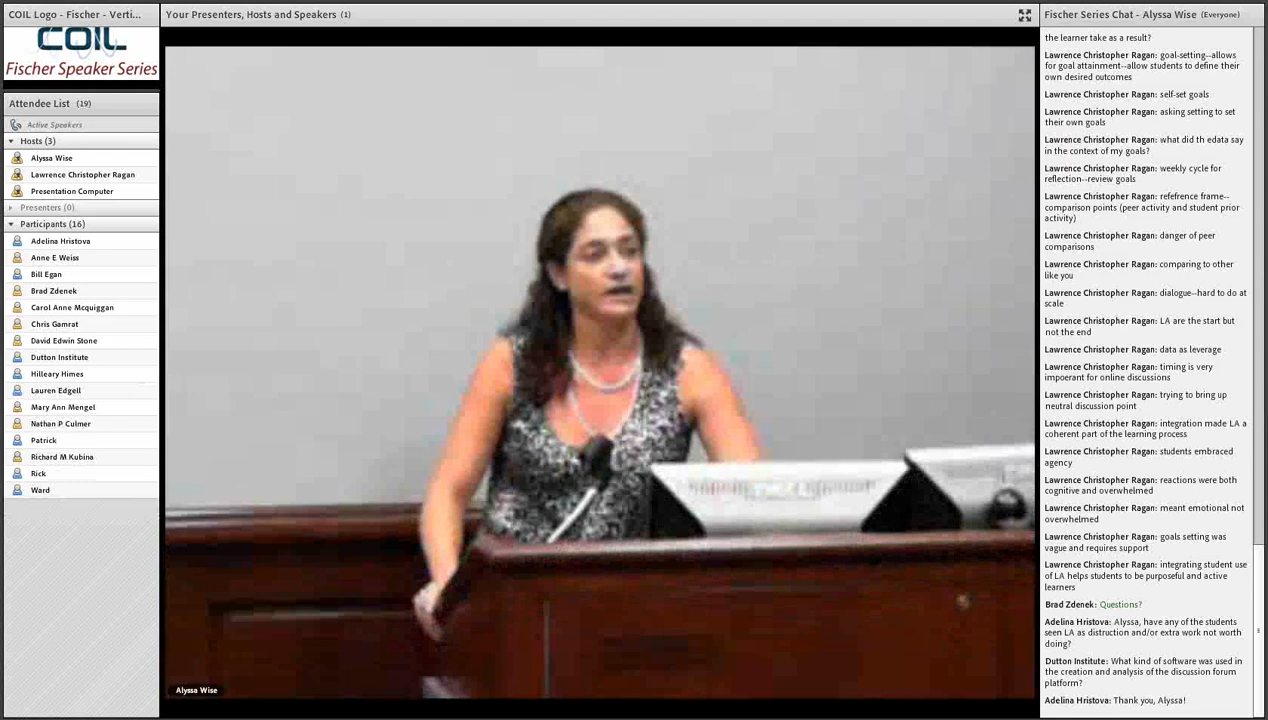 COIL Logo - Fischer - Verti...
COIL
Fischer Speaker Series
Attendee List (19)
Active Speakers
Hosts (3)
Alyssa Wise
Lawrence Christopher Ragan
Presentation Computer
Presenters (0)
Participants (16)
Adelina Hristova
Anne E Weiss
Bill Egan
Brad Zdenek
Carol Anne Mcquiggan
Chris Gamrat
David Edwin Stone
Dutton Institute
Hilleary Himes
Lauren Edgell
Mary Ann Mengel
Nathan P Culmer
Patrick
Richard M Kubina
Rick
Ward
Your Presenters, Hosts and Speakers (1)
Alyssa Wise
Fischer Series Chat - Alyssa Wise (Everyone)
the learner take as a result?
Lawrence Christopher Ragan: goal-setting--allows
for goal attainment--allow students to define their
own desired outcomes
Lawrence Christopher Ragan: self-set goals
Lawrence Christopher Ragan: asking setting to set
their own goals
Lawrence Christopher Ragan: what did th edata say
in the context of my goals?
Lawrence Christopher Ragan: weekly cycle for
reflection--review goals
Lawrence Christopher Ragan: refefrence frame--
comparison points (peer activity and student prior
activity)
Lawrence Christopher Ragan: danger of peer
comparisons
Lawrence Christopher Ragan: comparing to other
like you
Lawrence Christopher Ragan: dialogue--hard to do at
scale
Lawrence Christopher Ragan: LA are the start but
not the end
Lawrence Christopher Ragan: data as leverage
Lawrence Christopher Ragan: timing is very
impoerant for online discussions
Lawrence Christopher Ragan: trying to bring up
neutral discussion point
Lawrence Christopher Ragan: integration made LA a
coherent part of the learning process
Lawrence Christopher Ragan: students embraced
agency
Lawrence Christopher Ragan: reactions were both
cognitive and overwhelmed
Lawrence Christopher Ragan: meant emotional not
overwhelmed
Lawrence Christopher Ragan: goals setting was
vague and requires support
Lawrence Christopher Ragan: integrating student use
of LA helps students to be purposeful and active
learners
Brad Zdenek: Questions?
Adelina Hristova: Alyssa, have any of the students
seen LA as distruction and/or extra work not worth
doing?
Dutton Institute: What kind of software was used in
the creation and analysis of the discussion forum
platform?
Adelina Hristova: Thank you, Alyssa!